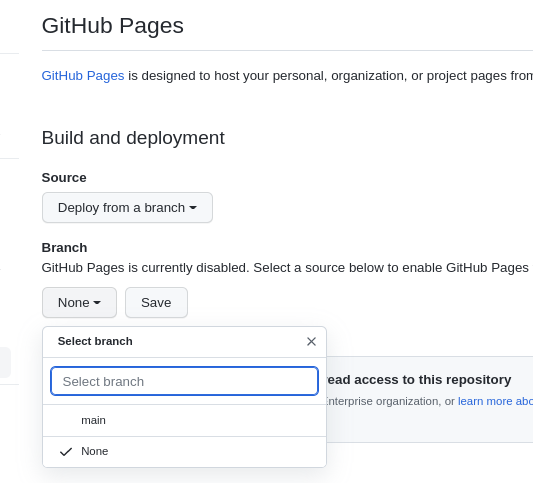 GitHub Pages
GitHub Pages is designed to host your personal, organization, or project pages from
Build and deployment
Source
Deploy from a branch
Branch
GitHub Pages is currently disabled. Select a source below to enable GitHub Pages
None Save
Select branch
Select branch
read access to this repository
Enterprise organization, or learn more
main
None